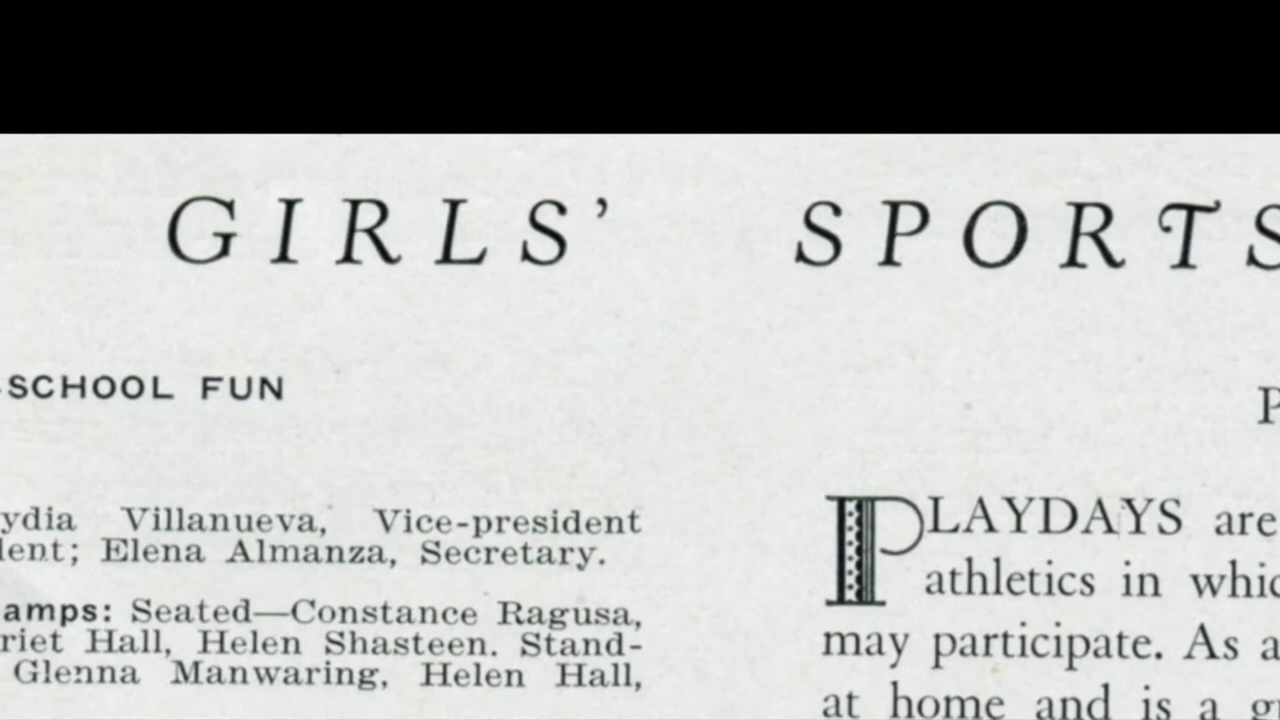 GIRLS' SPORTS
-SCHOOL FUN
ydia Villanueva, Vice-president
lent; Elena Almanza, Secretary.
amps: Seated—Constance Ragusa,
riet Hall, Helen Shasteen. Stand-
Glenna Manwaring, Helen Hall,
P
PLAYDAYS are
athletics in whic
may participate. As a
at home and is a g